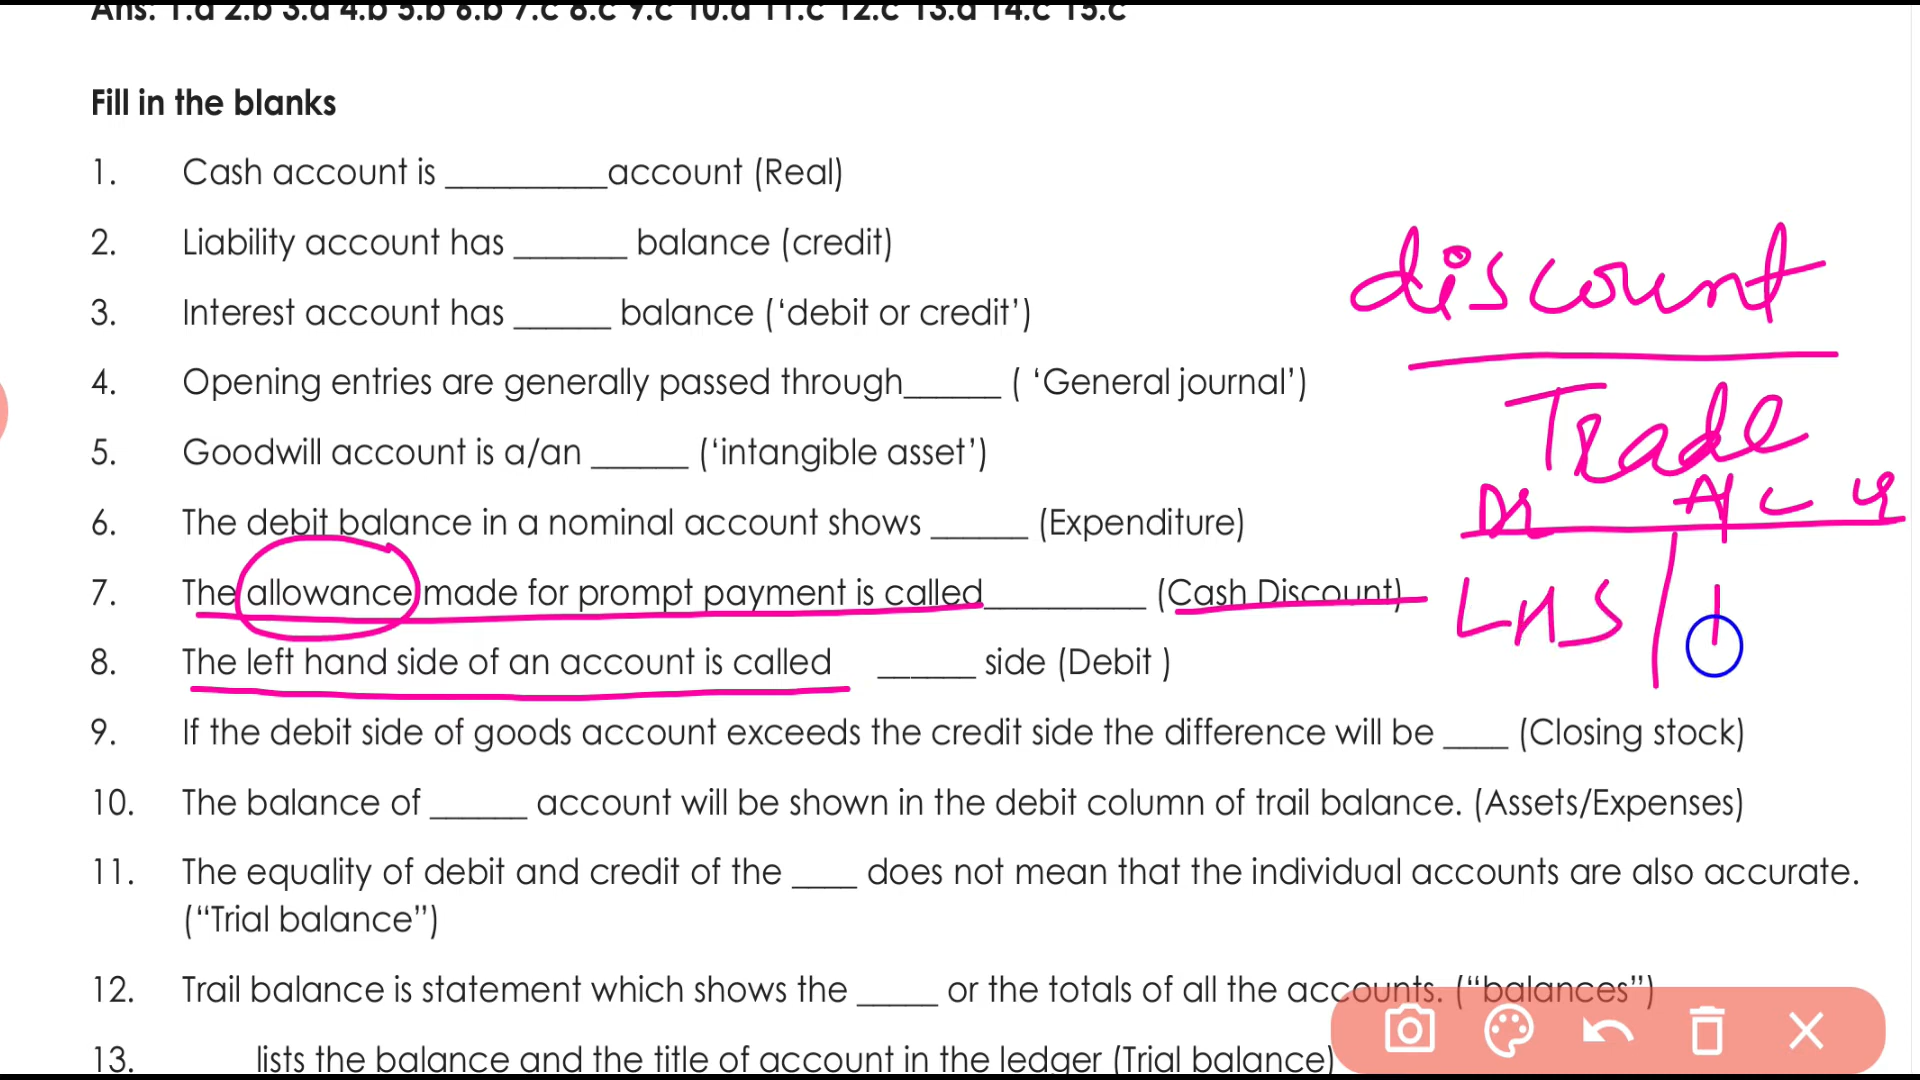 Ans: 1.a 2.b 3.a 4.b 5.b 6.b 7.c 8.c 9.c 10.a 11.c 12.c 13.a 14.c 15.c
Fill in the blanks
1. Cash account is __________account (Real)
2. Liability account has _______ balance (credit)
3. Interest account has ______ balance (‘debit or credit’)
4. Opening entries are generally passed through______ ( ‘General journal’)
5. Goodwill account is a/an ______ (‘intangible asset’)
6. The debit balance in a nominal account shows ______ (Expenditure)
7. The allowance made for prompt payment is called__________ (Cash Discount)
8. The left hand side of an account is called ______ side (Debit )
9. If the debit side of goods account exceeds the credit side the difference will be ____ (Closing stock)
10. The balance of ______ account will be shown in the debit column of trail balance. (Assets/Expenses)
11. The equality of debit and credit of the ____ does not mean that the individual accounts are also accurate.
(“Trial balance”)
12. Trail balance is statement which shows the _____ or the totals of all the accounts. (“balances”)
13. lists the balance and the title of account in the ledger (Trial balance)
discount
Trade
Dr A/c Cr
LHS